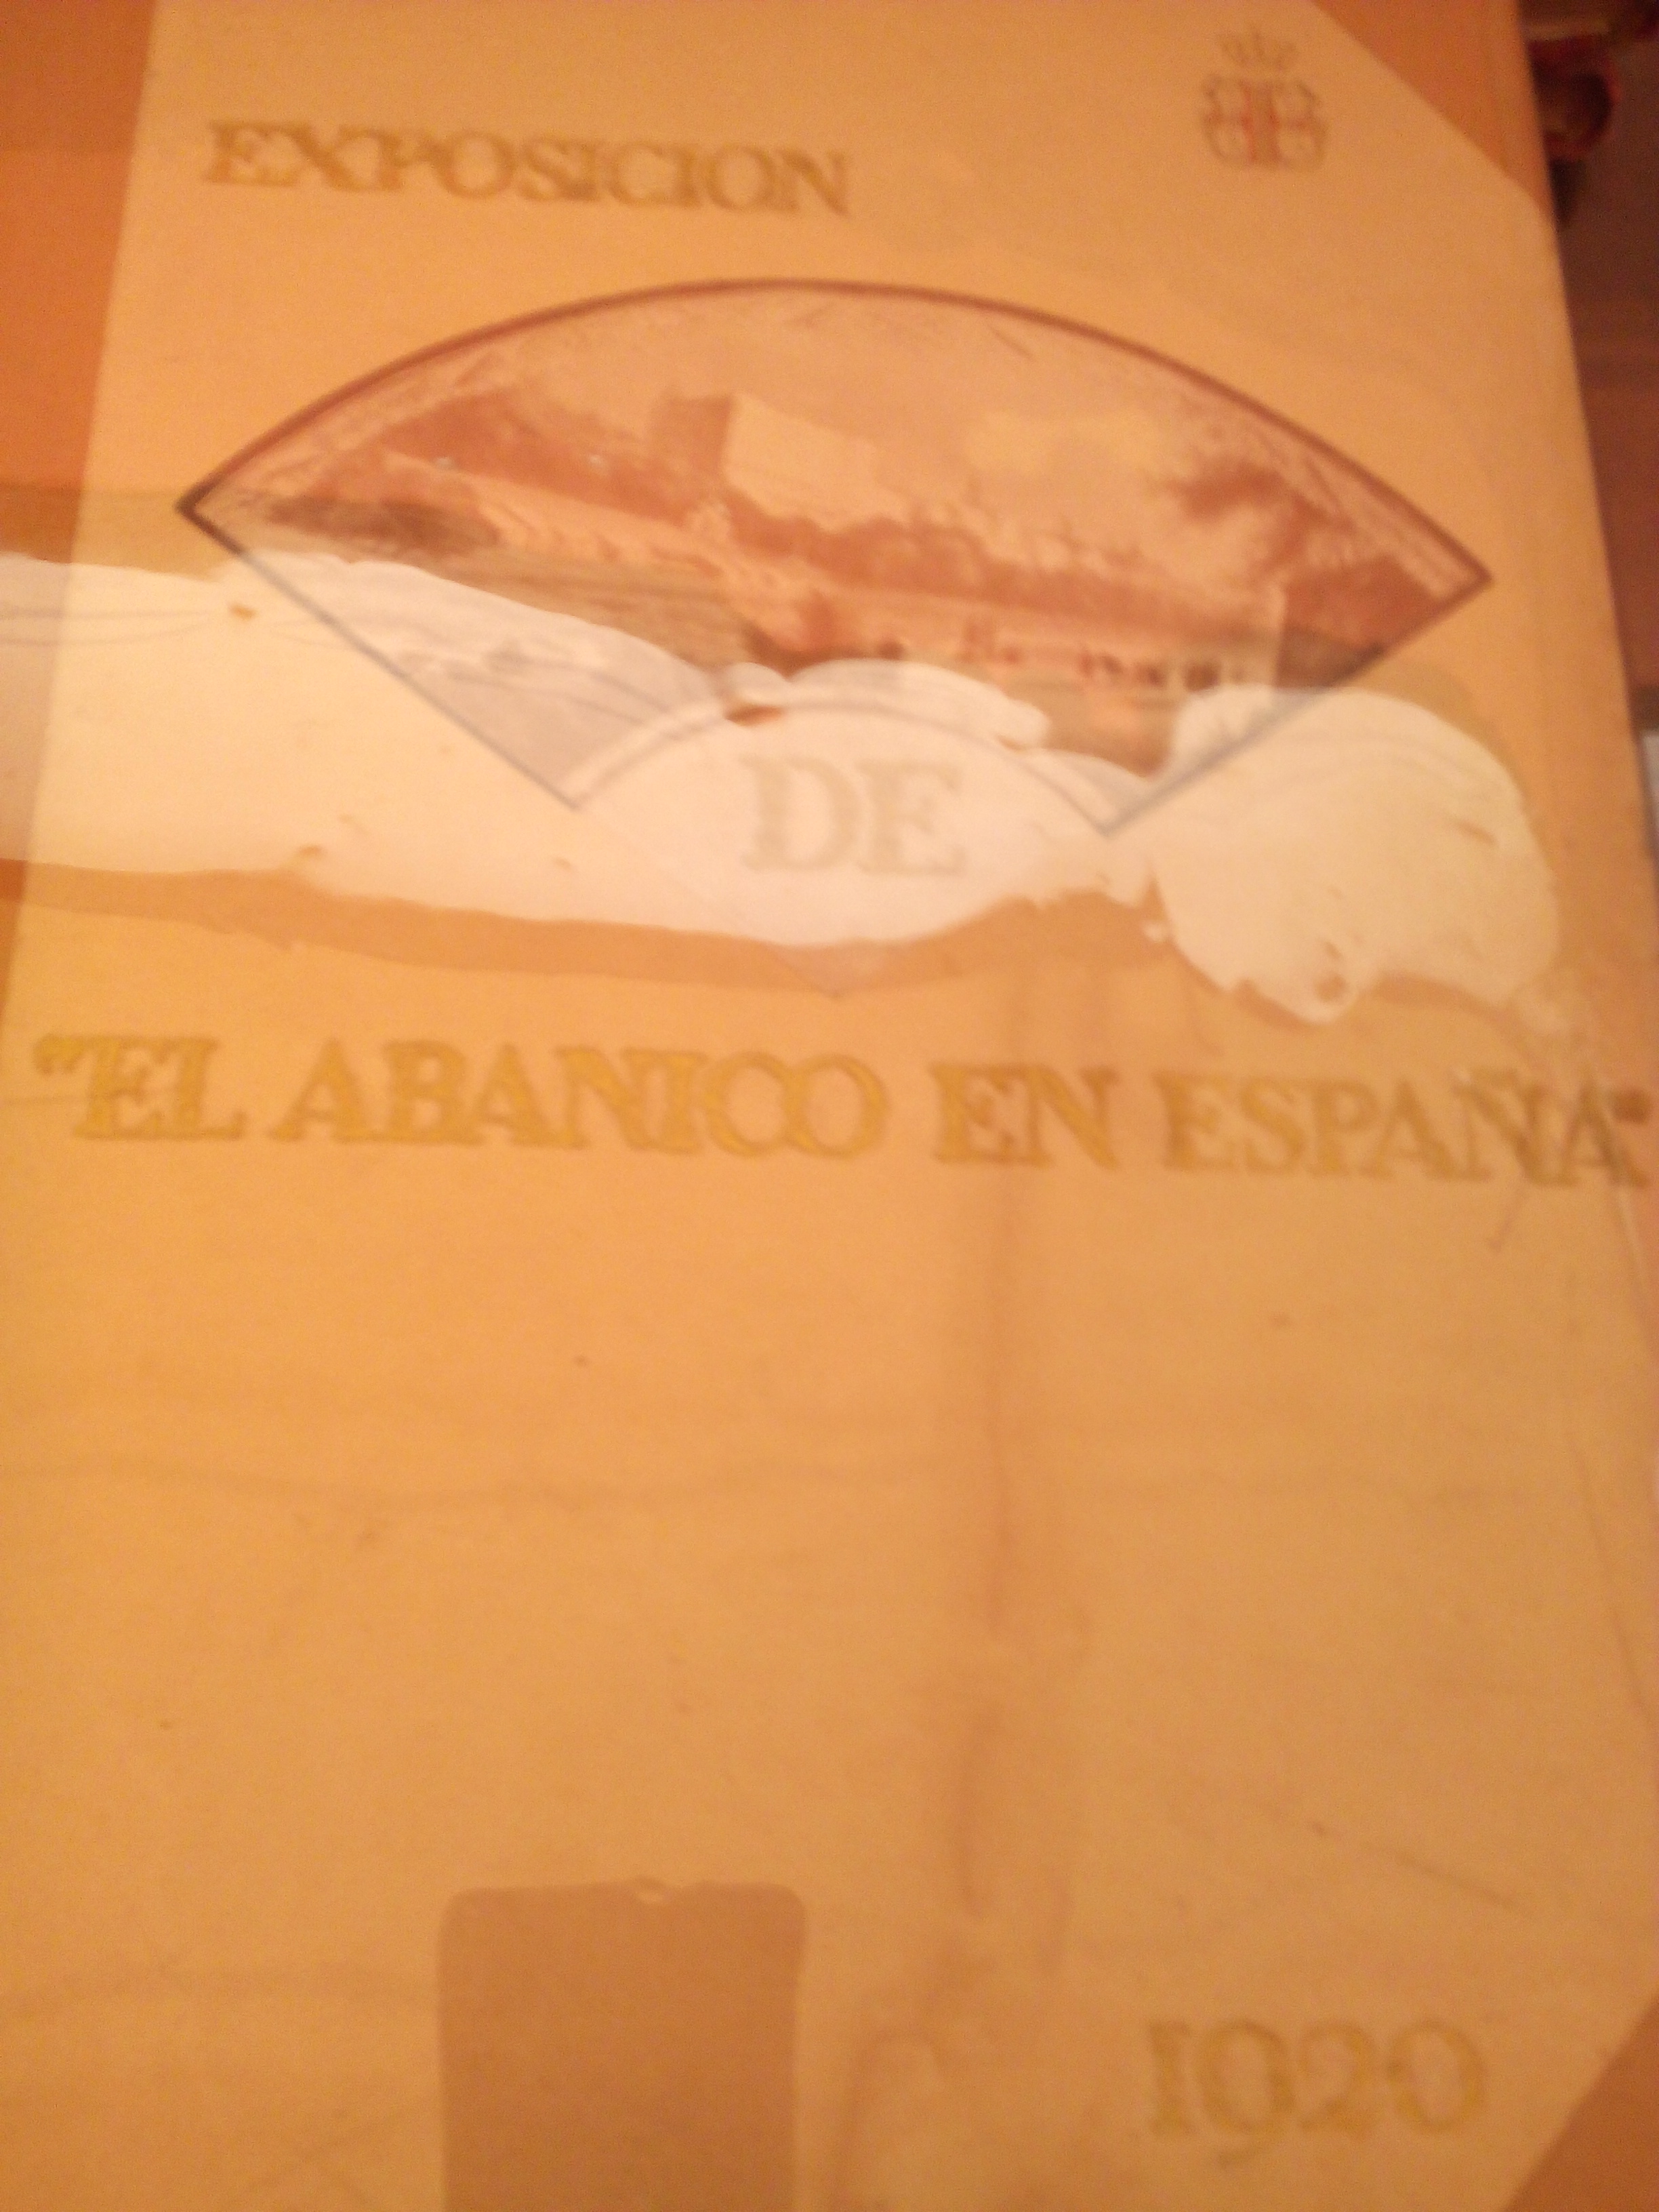 EXPOSICION
DE
"EL ABANICO EN ESPAÑA"
1920